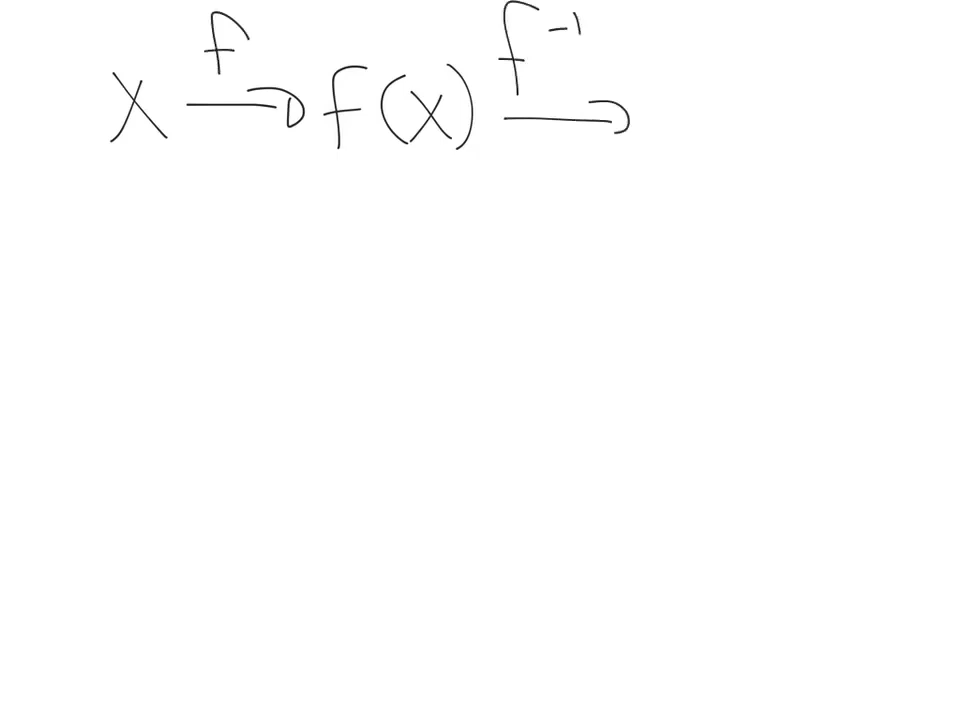 x →^f f(x) →^{f^{-1}}